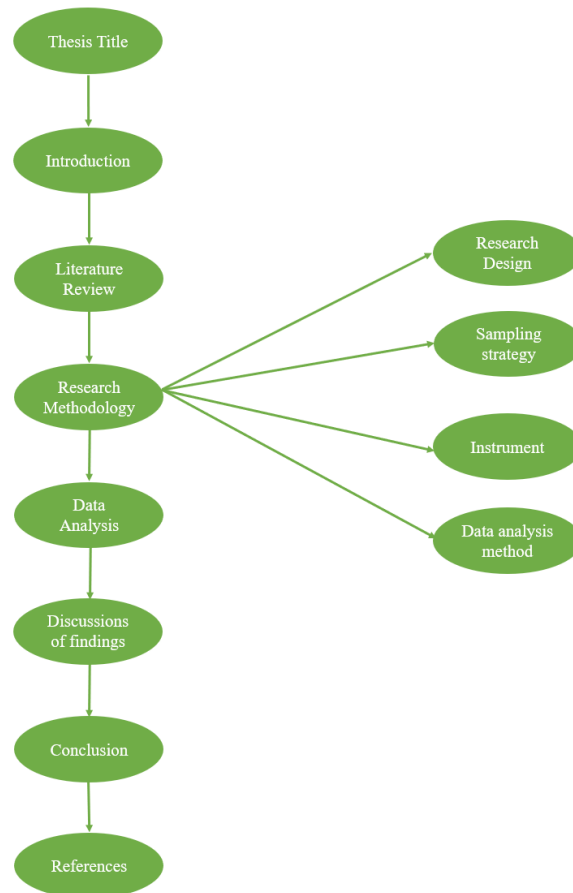 Thesis Title
Introduction
Literature
Review
Research
Methodology
Data
Analysis
Discussions
of findings
Conclusion
References
Research
Design
Sampling
strategy
Instrument
Data analysis
method